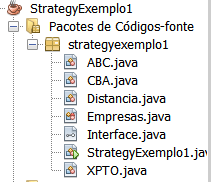 StrategyExemplo1
Pacotes de Códigos-fonte
strategyexemplo1
ABC.java
CBA.java
Distancia.java
Empresas.java
Interface.java
StrategyExemplo1.jav
XPTO.java